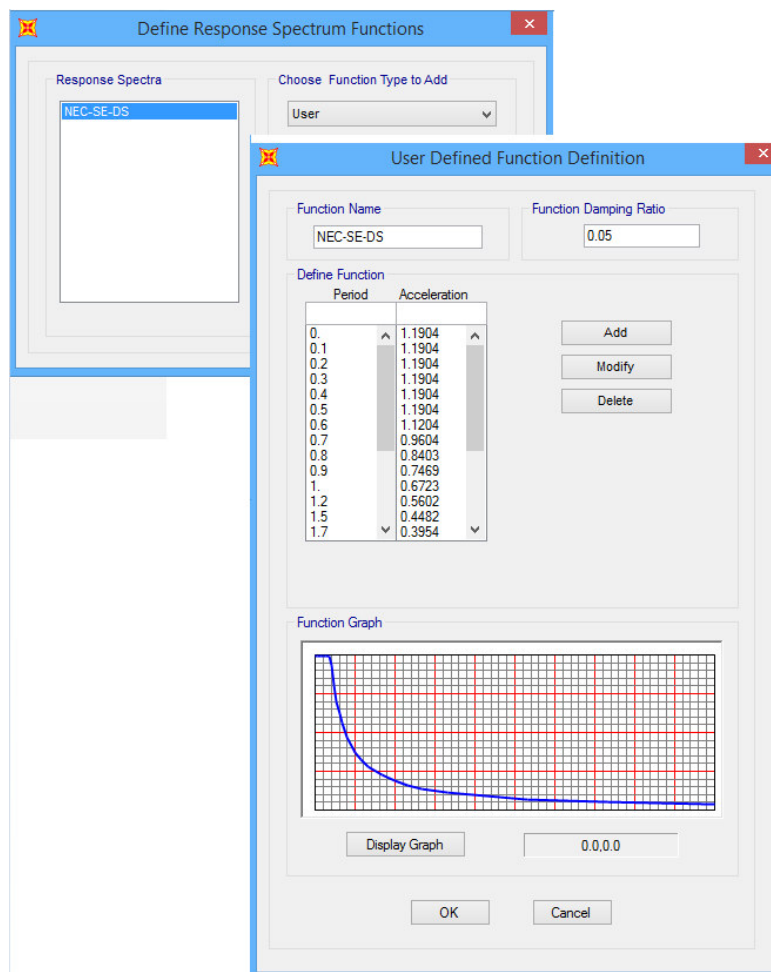 Define Response Spectrum Functions
Response Spectra
Choose Function Type to Add
NEC-SE-DS
User
User Defined Function Definition
Function Name
Function Damping Ratio
NEC-SE-DS
0.05
Define Function
Period Acceleration
0. 1.1904
0.1 1.1904
0.2 1.1904
0.3 1.1904
0.4 1.1904
0.5 1.1904
0.6 1.1204
0.7 0.9604
0.8 0.8403
0.9 0.7469
1. 0.6723
1.2 0.5602
1.5 0.4482
1.7 0.3954
Add
Modify
Delete
Function Graph
Display Graph
0.0,0.0
OK
Cancel